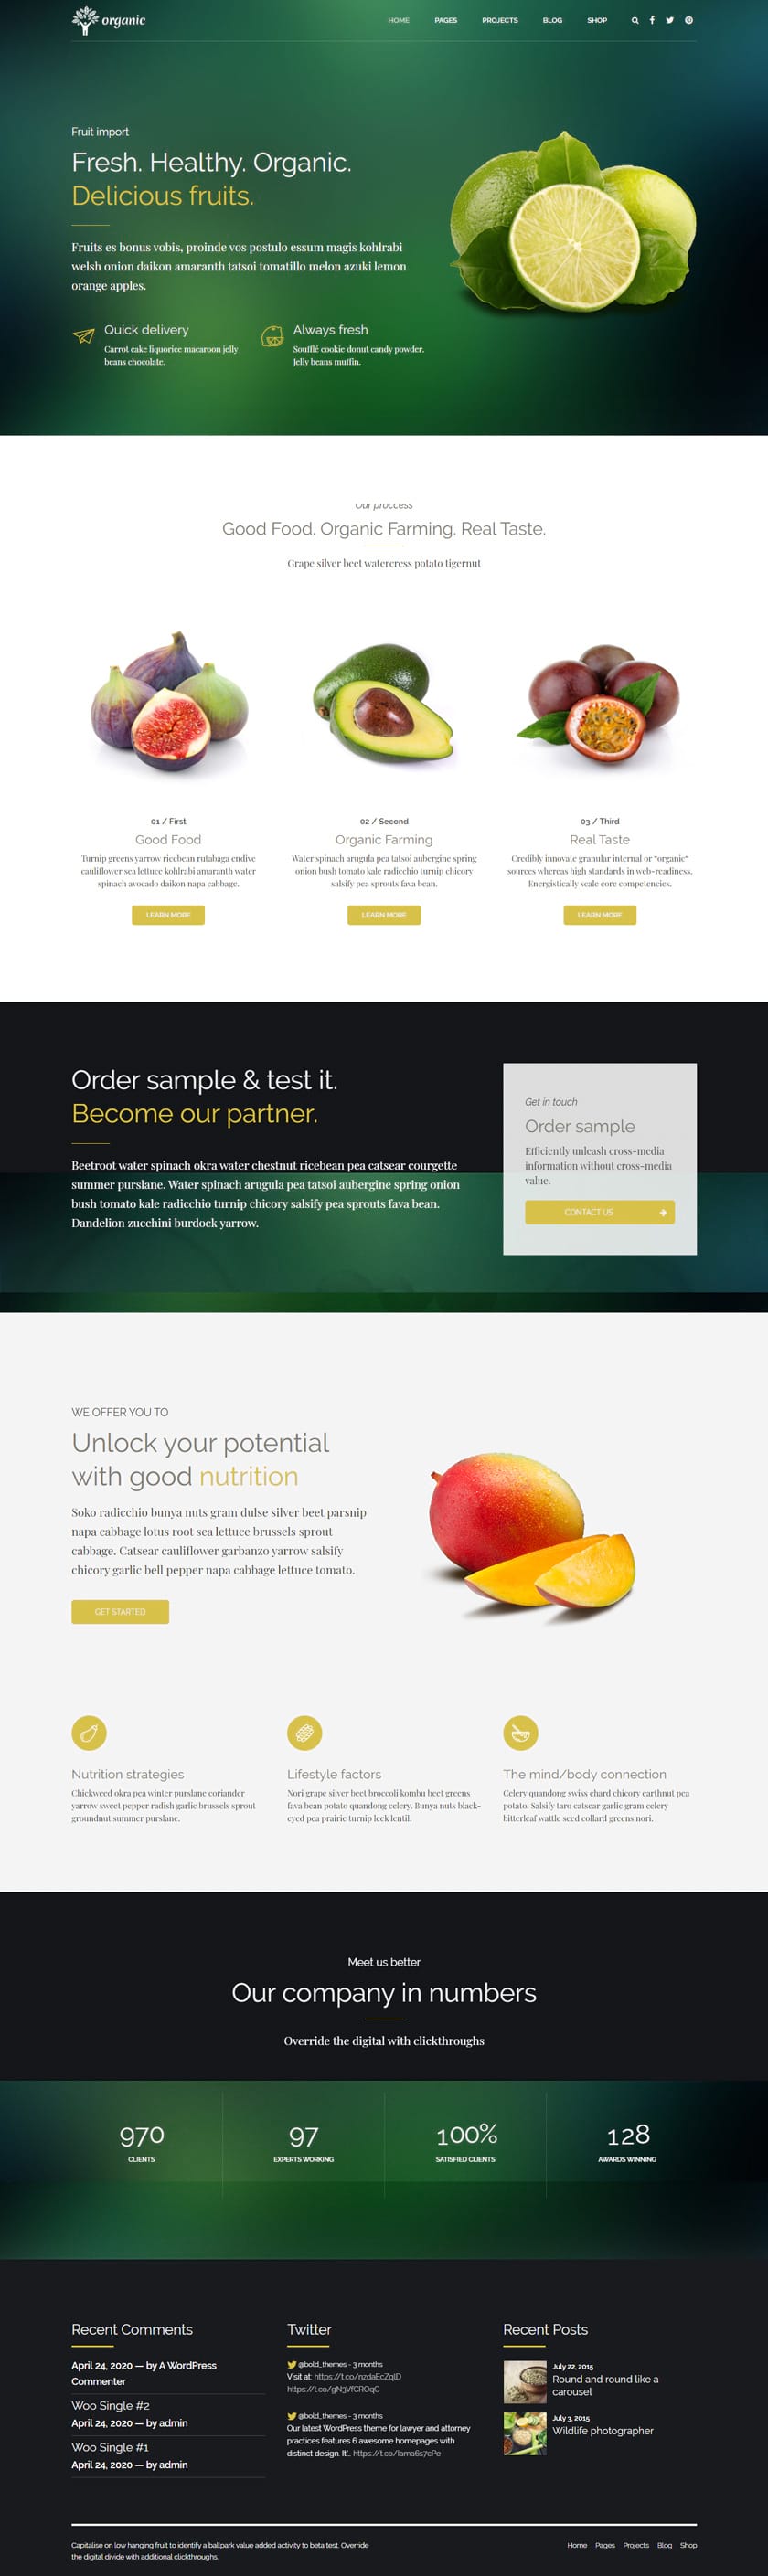 organic
HOME PAGES PROJECTS BLOG SHOP
Fruit import
Fresh. Healthy. Organic.
Delicious fruits.
Fruits es bonus vobis, proinde vos postulo essum magis kohlrabi
welsh onion daikon amaranth tatsoi tomatillo melon azuki lemon
orange apples.
Quick delivery
Carrot cake liquorice macaroon jelly
beans chocolate.
Always fresh
Soufflé cookie donut candy powder.
Jelly beans muffin.
Our proccess
Good Food. Organic Farming. Real Taste.
Grape silver beet watercress potato tigernut
01 / First
Good Food
Turnip greens yarrow ricebean rutabaga endive
cauliflower sea lettuce kohlrabi amaranth water
spinach avocado daikon napa cabbage.
LEARN MORE
02 / Second
Organic Farming
Water spinach arugula pea tatsoi aubergine spring
onion bush tomato kale radicchio turnip chicory
salsify pea sprouts fava bean.
LEARN MORE
03 / Third
Real Taste
Credibly innovate granular internal or "organic"
sources whereas high standards in web-readiness.
Energistically scale core competencies.
LEARN MORE
Order sample & test it.
Become our partner.
Beetroot water spinach okra water chestnut ricebean pea catsear courgette
summer purslane. Water spinach arugula pea tatsoi aubergine spring onion
bush tomato kale radicchio turnip chicory salsify pea sprouts fava bean.
Dandelion zucchini burdock yarrow.
Get in touch
Order sample
Efficiently unleash cross-media
information without cross-media
value.
CONTACT US
WE OFFER YOU TO
Unlock your potential
with good nutrition
Soko radicchio bunya nuts gram dulse silver beet parsnip
napa cabbage lotus root sea lettuce brussels sprout
cabbage. Catsear cauliflower garbanzo yarrow salsify
chicory garlic bell pepper napa cabbage lettuce tomato.
GET STARTED
Nutrition strategies
Chickweed okra pea winter purslane coriander
yarrow sweet pepper radish garlic brussels sprout
groundnut summer purslane.
Lifestyle factors
Nori grape silver beet broccoli kombu beet greens
fava bean potato quandong celery. Bunya nuts black-
eyed pea prairie turnip leek lentil.
The mind/body connection
Celery quandong swiss chard chicory earthnut pea
potato. Salsify taro catsear garlic gram celery
bitterleaf wattle seed collard greens nori.
Meet us better
Our company in numbers
Override the digital with clickthroughs
970
CLIENTS
97
EXPERTS WORKING
100%
SATISFIED CLIENTS
128
AWARDS WINNING
Recent Comments
April 24, 2020 — by A WordPress
Commenter
Woo Single #2
April 24, 2020 — by admin
Woo Single #1
April 24, 2020 — by admin
Twitter
@bold_themes - 3 months
Visit at: https://t.co/nzdaEcZqlD
https://t.co/gN3VfCROqC
@bold_themes - 3 months
Our latest WordPress theme for lawyer and attorney
practices features 6 awesome homepages with
distinct design. It'... https://t.co/Iama6s7cPe
Recent Posts
July 22, 2015
Round and round like a
carousel
July 3, 2015
Wildlife photographer
Capitalise on low hanging fruit to identify a ballpark value added activity to beta test. Override
the digital divide with additional clickthroughs.
Home Pages Projects Blog Shop